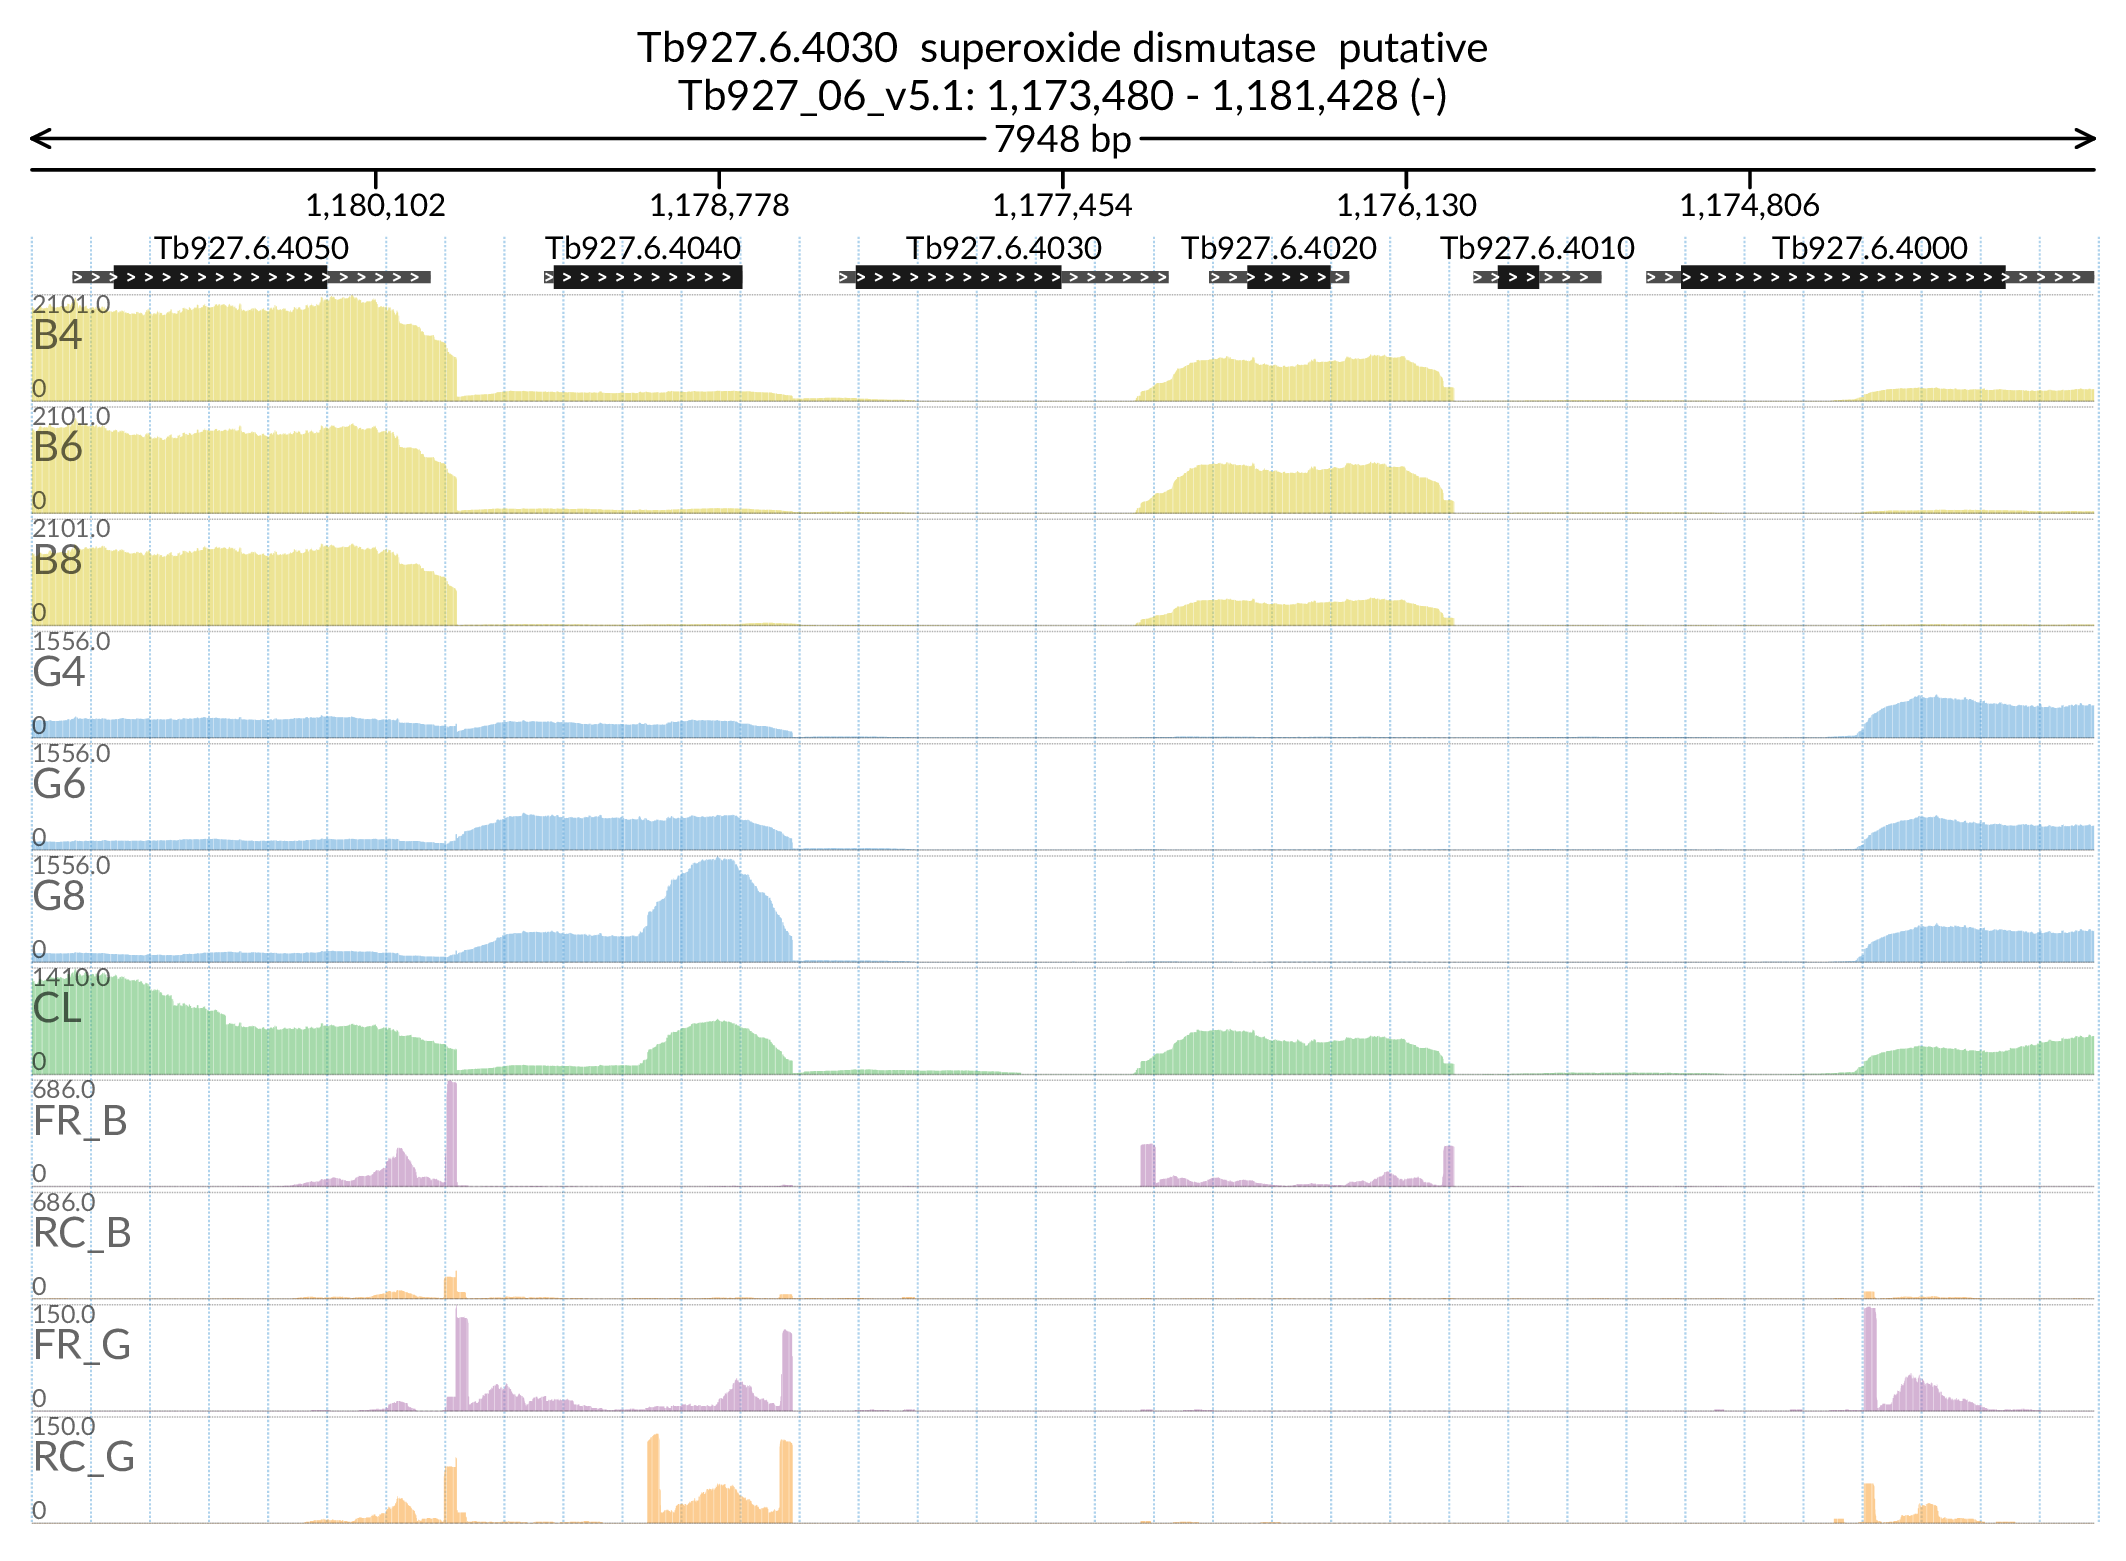 Tb927.6.4030  superoxide dismutase  putative
Tb927_06_v5.1: 1,173,480 - 1,181,428 (-)
7948 bp
1,180,102 1,178,778 1,177,454 1,176,130 1,174,806
Tb927.6.4050 Tb927.6.4040 Tb927.6.4030 Tb927.6.4020 Tb927.6.4010 Tb927.6.4000
2101.0
B4
0
2101.0
B6
0
2101.0
B8
0
1556.0
G4
0
1556.0
G6
0
1556.0
G8
0
1410.0
CL
0
686.0
FR_B
0
686.0
RC_B
0
150.0
FR_G
0
150.0
RC_G
0